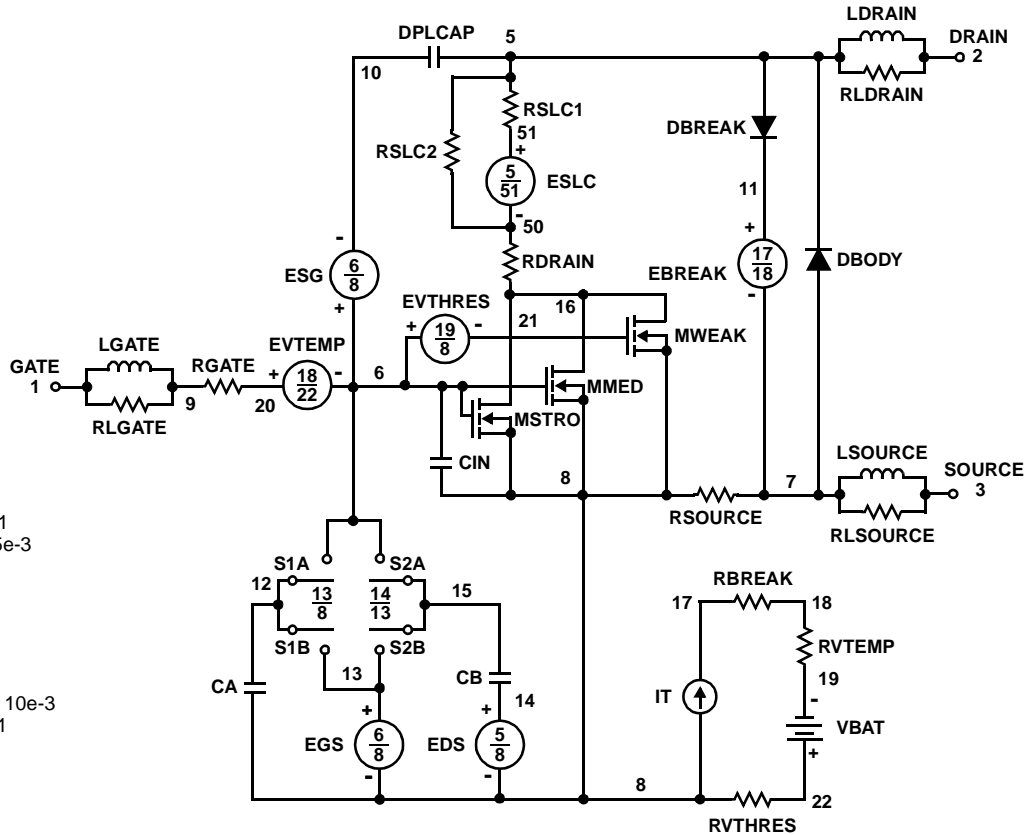 LDRAIN
DPLCAP
5
DRAIN
2
10
RLDRAIN
RSLC1
DBREAK
51
+
RSLC2
5
51
ESLC
11
-
50
-
+
RDRAIN
17
18
DBODY
ESG
6
8
EBREAK
EVTHRES
16
-
+
+
19
8
-
21
MWEAK
LGATE
EVTEMP
GATE
1
RGATE
+
18
22
-
6
MMED
9
20
MSTRO
RLGATE
LSOURCE
CIN
8
7
SOURCE
3
RSOURCE
RLSOURCE
1
5e-3
S1A
S2A
12
13
8
14
13
15
RBREAK
17
18
S1B
S2B
RVTEMP
13
CB
19
CA
14
IT
-
10e-3
1
+
+
VBAT
EGS
6
8
EDS
5
8
+
-
-
8
22
RVTHRES